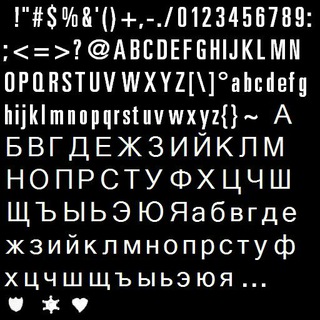 !"#$%&'()+,-./0123456789:
;<=>?@ABCDEFGHIJKLMN
OPQRSTUVWXYZ[\]°abcdefg
hijklmnopqrstuvwxyz{}~ А
БВГДЕЖЗИЙКЛМ
НОПРСТУФХЦЧШ
ЩЪЫЬЭЮЯабвгде
жзийклмнопрстуф
хцчшщъыьэюя...